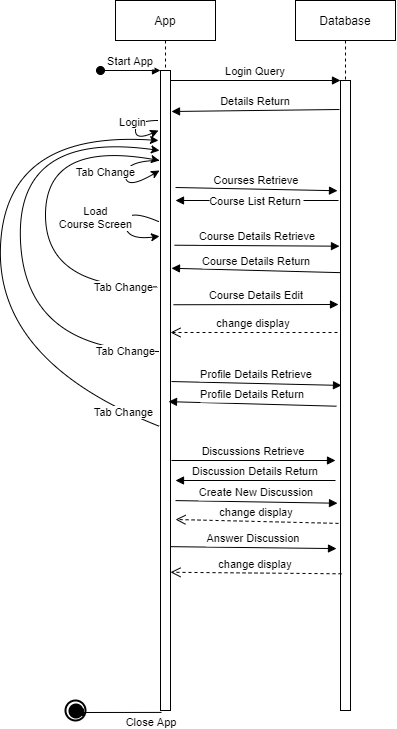 App
Database
Start App
Login Query
Details Return
Login
Tab Change
Courses Retrieve
Course List Return
Load
Course Screen
Course Details Retrieve
Course Details Return
Tab Change
Course Details Edit
change display
Tab Change
Profile Details Retrieve
Profile Details Return
Tab Change
Discussions Retrieve
Discussion Details Return
Create New Discussion
change display
Answer Discussion
change display
Close App